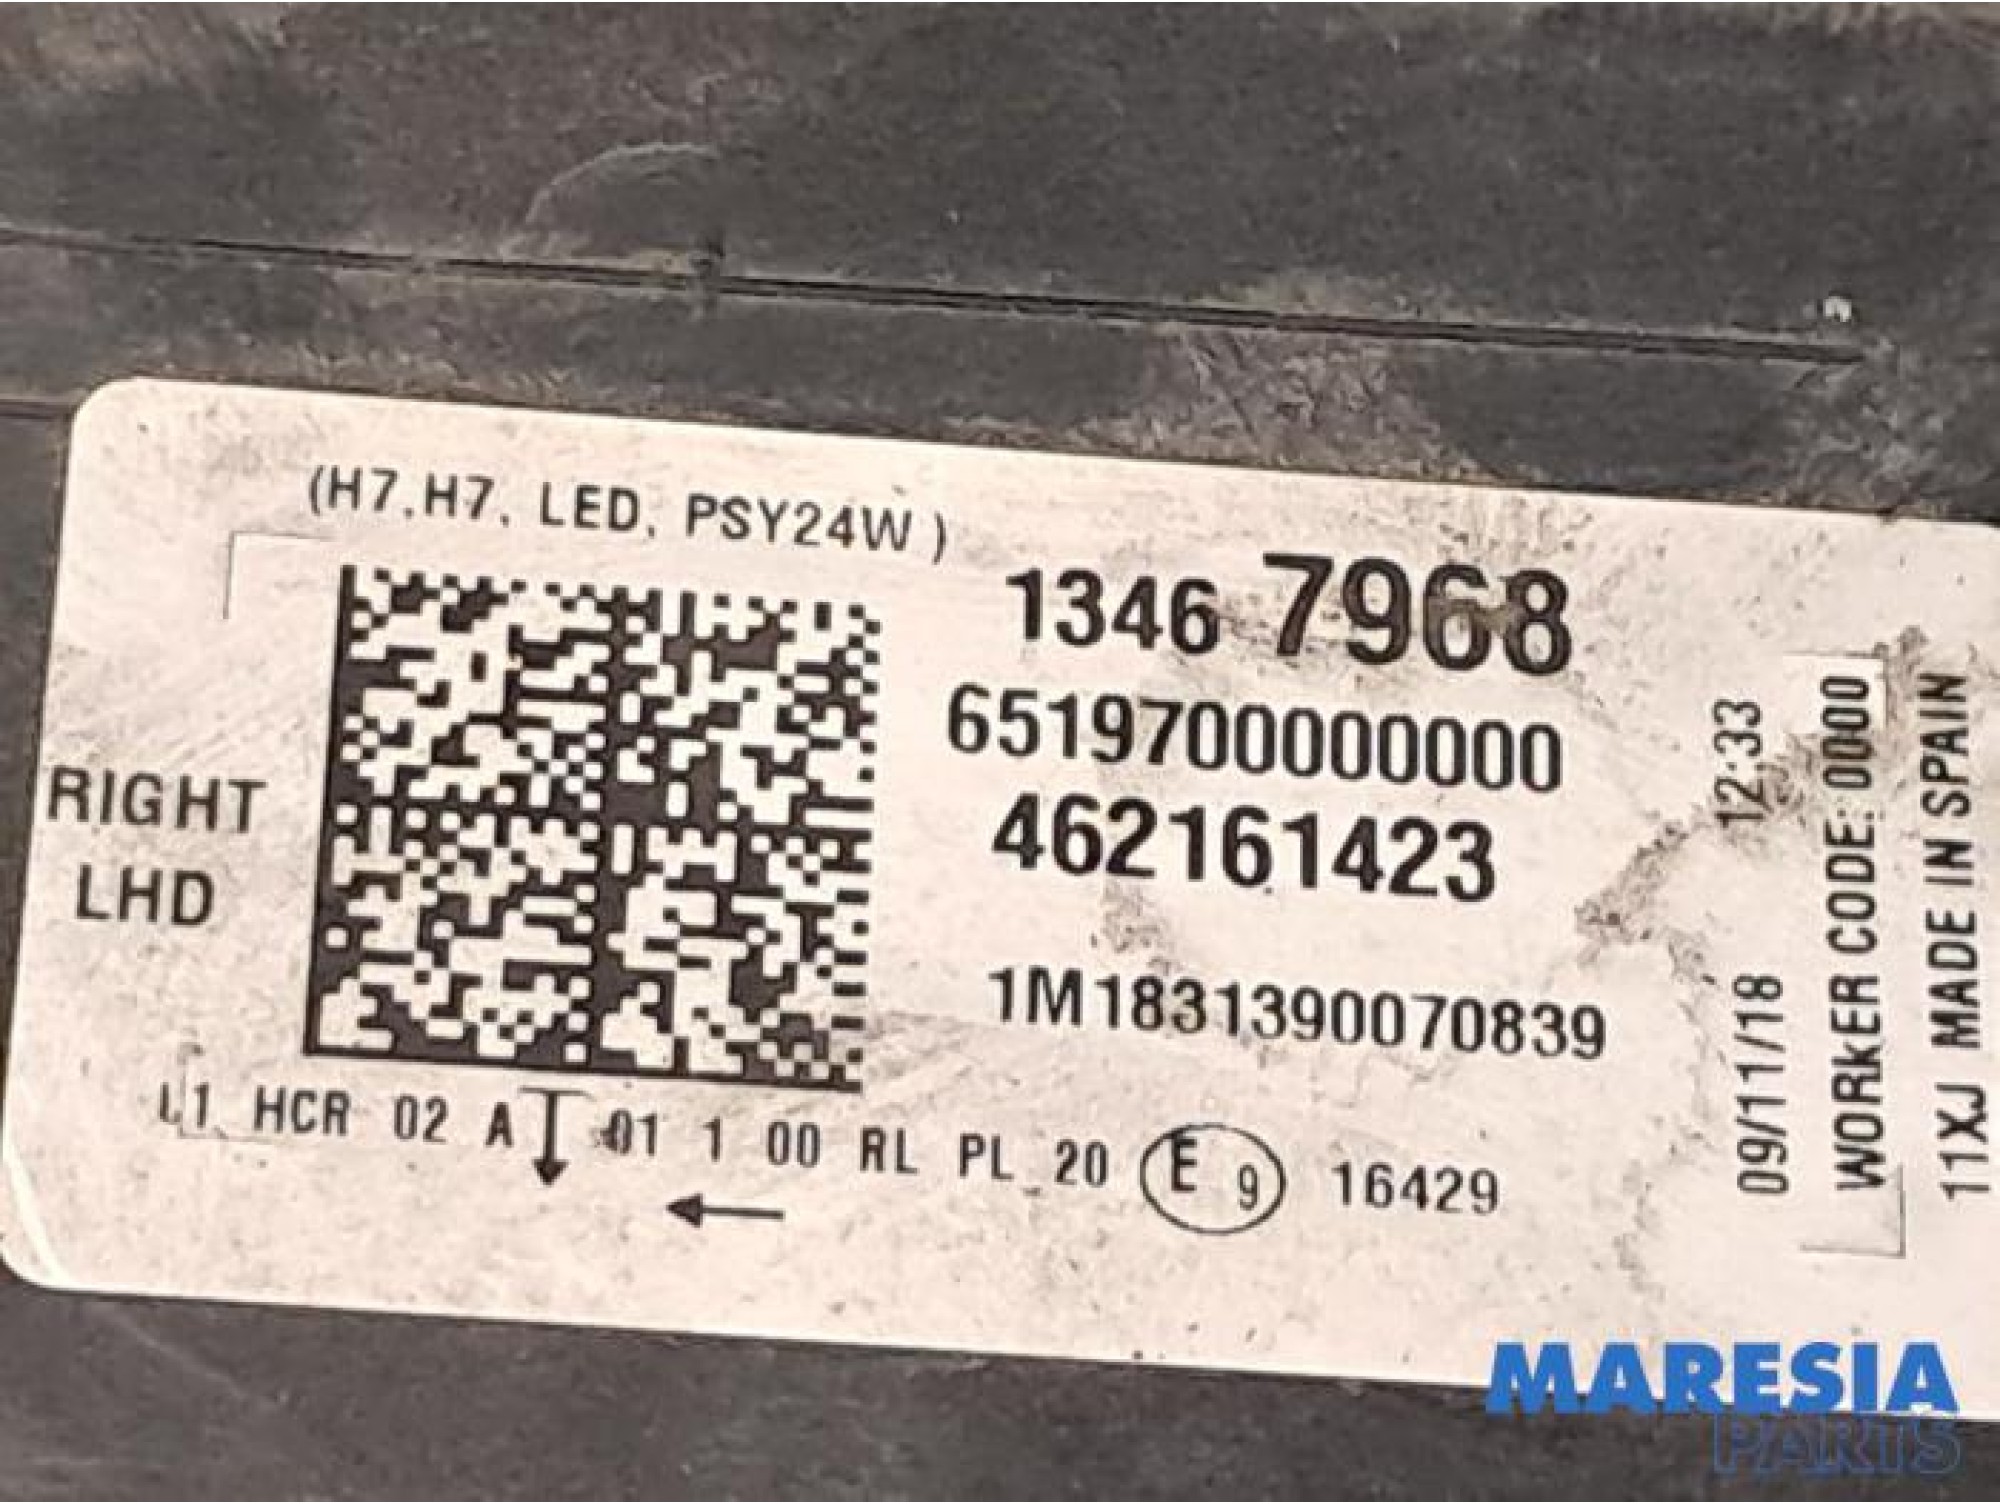 (H7, H7, LED, PSY24W )
1346 7968
6519700000000
462161423
1M1831390070839
RIGHT
LHD
L1 HCR 02 A 01 1 00 RL PL 20 E 9 16429
09/11/18 12:33
WORKER CODE: 0000
11XJ MADE IN SPAIN
MARESIA
PARTS